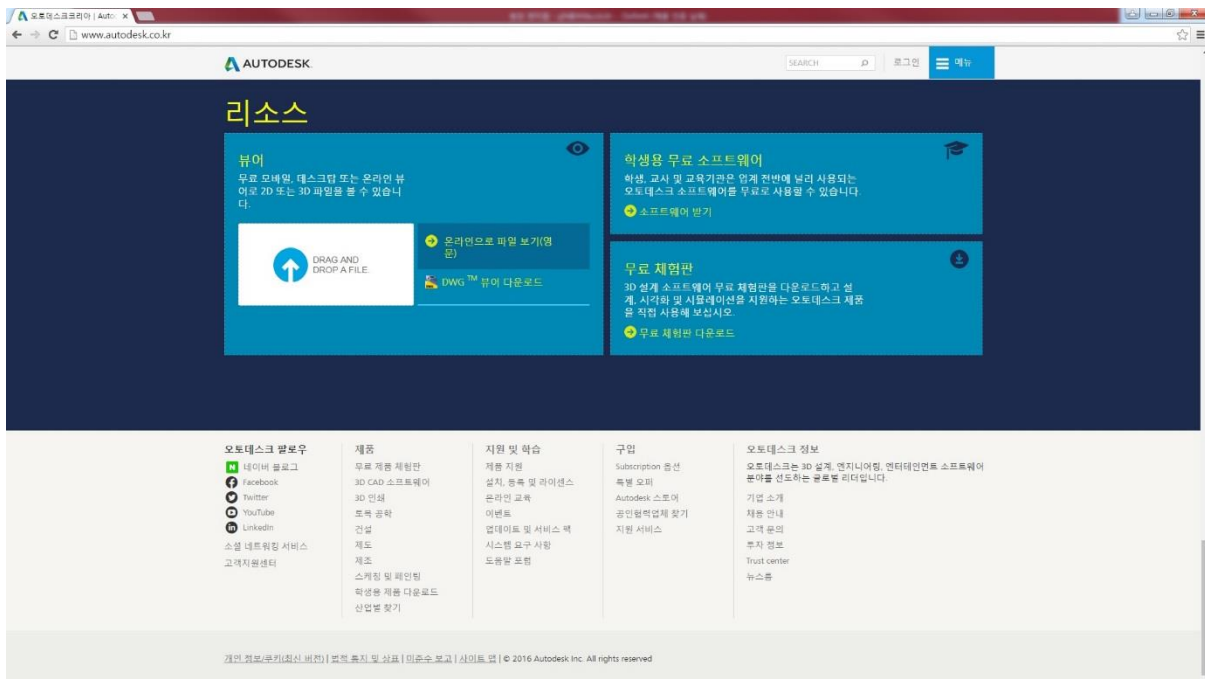 오토데스크코리아 | Auto
www.autodesk.co.kr
AUTODESK.
SEARCH
로그인
메뉴
리소스
뷰어
무료 모바일, 데스크탑 또는 온라인 뷰
어로 2D 또는 3D 파일을 볼 수 있습니
다.
DRAG AND
DROP A FILE.
온라인으로 파일 보기(영
문)
DWG TM 뷰어 다운로드
학생용 무료 소프트웨어
학생, 교사 및 교육기관은 업계 전반에 널리 사용되는
오토데스크 소프트웨어를 무료로 사용할 수 있습니다.
소프트웨어 받기
무료 체험판
3D 설계 소프트웨어 무료 체험판을 다운로드하고 설
계, 시각화 및 시뮬레이션을 지원하는 오토데스크 제품
을 직접 사용해 보십시오.
무료 체험판 다운로드
오토데스크 팔로우
네이버 블로그
Facebook
Twitter
YouTube
LinkedIn
소셜 네트워킹 서비스
고객지원센터
제품
무료 제품 체험판
3D CAD 소프트웨어
3D 인쇄
토목 공학
건설
제도
제조
스케칭 및 페인팅
학생용 제품 다운로드
산업별 찾기
지원 및 학습
제품 지원
설치, 등록 및 라이센스
온라인 교육
이벤트
업데이트 및 서비스 팩
시스템 요구 사항
도움말 포럼
구입
Subscription 옵션
특별 오퍼
Autodesk 스토어
공인협력업체 찾기
지원 서비스
오토데스크 정보
오토데스크는 3D 설계, 엔지니어링, 엔터테인먼트 소프트웨어
분야를 선도하는 글로벌 리더입니다.
기업 소개
채용 안내
고객 문의
투자 정보
Trust center
뉴스룸
개인 정보/쿠키(최신 버전) | 법적 통지 및 상표 | 미준수 보고 | 사이트 맵 | © 2016 Autodesk Inc. All rights reserved